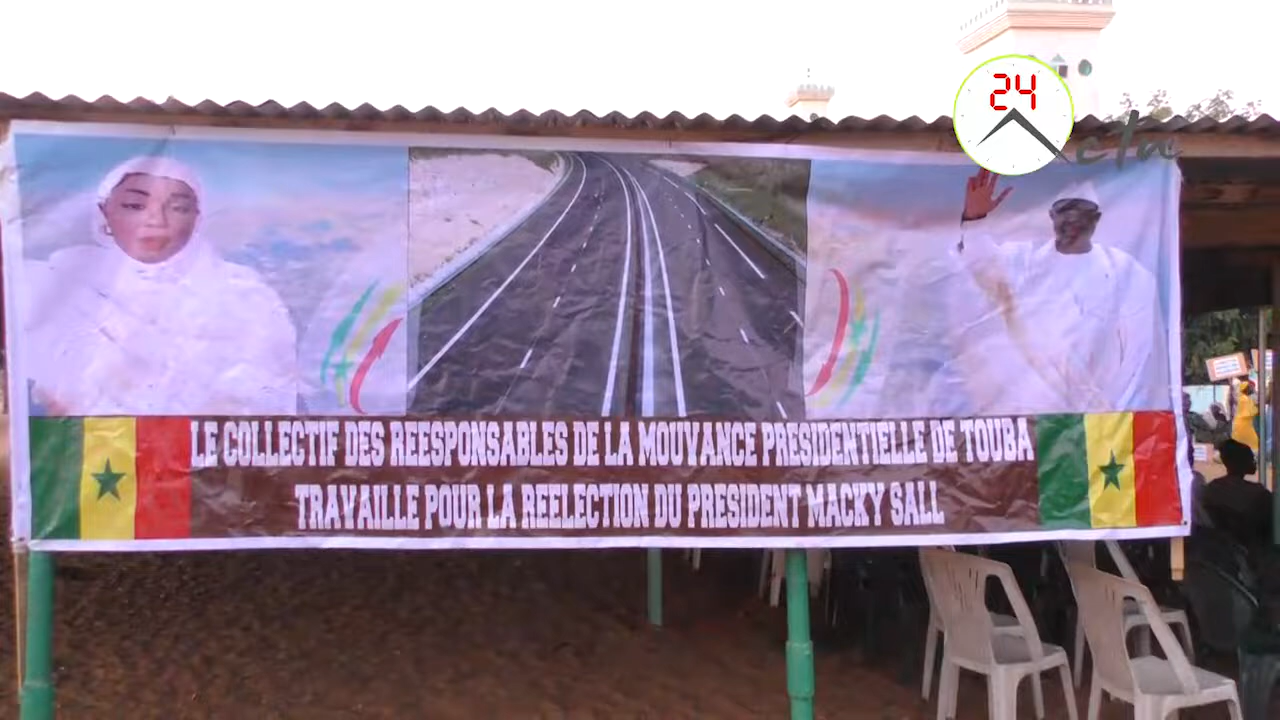 24
LE COLLECTIF DES REESPONSABLES DE LA MOUVANCE PRESIDENTIELLE DE TOUBA
TRAVAILLE POUR LA REELECTION DU PRESIDENT MACKY SALL